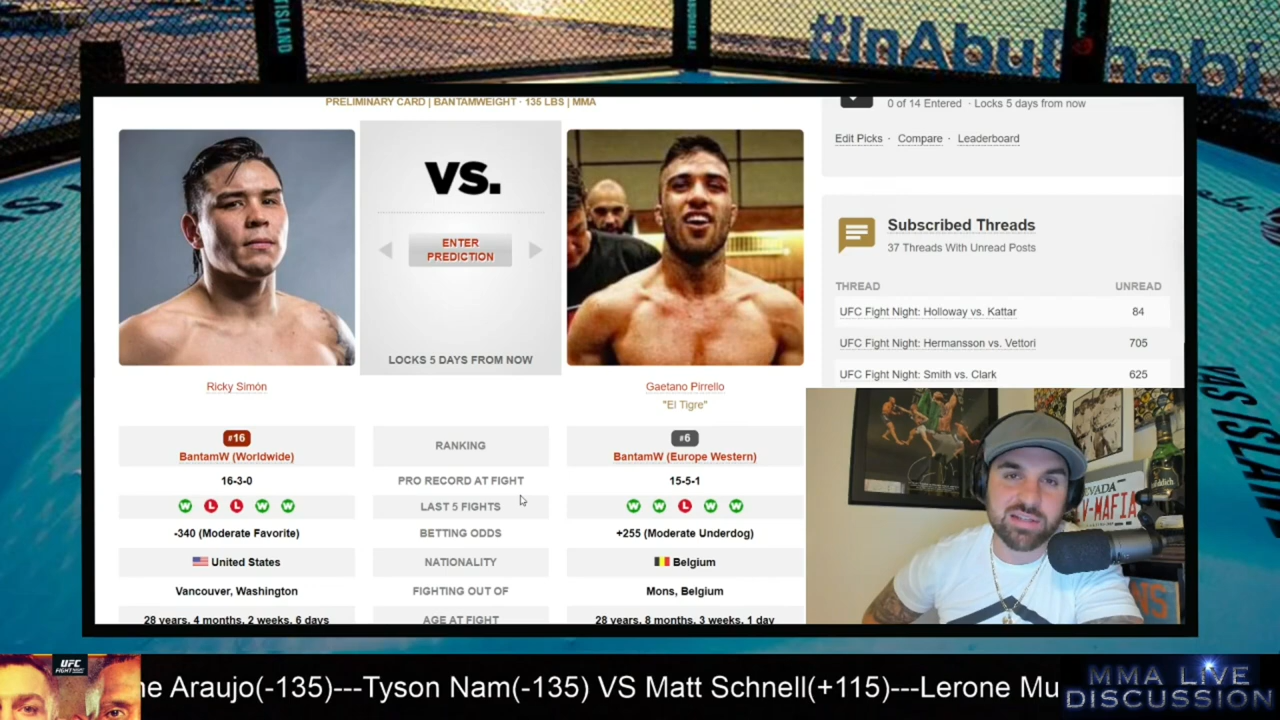 #InAbuDhabi
PRELIMINARY CARD | BANTAMWEIGHT · 135 LBS | MMA
0 of 14 Entered · Locks 5 days from now
Edit Picks · Compare · Leaderboard
VS.
ENTER
PREDICTION
LOCKS 5 DAYS FROM NOW
Subscribed Threads
37 Threads With Unread Posts
THREAD UNREAD
UFC Fight Night: Holloway vs. Kattar 84
UFC Fight Night: Hermansson vs. Vettori 705
UFC Fight Night: Smith vs. Clark 625
Ricky Simón Gaetano Pirrello
"El Tigre"
#16 RANKING #6
BantamW (Worldwide) BantamW (Europe Western)
16-3-0 PRO RECORD AT FIGHT 15-5-1
W L L W W LAST 5 FIGHTS W W L W W
-340 (Moderate Favorite) BETTING ODDS +255 (Moderate Underdog)
United States NATIONALITY Belgium
Vancouver, Washington FIGHTING OUT OF Mons, Belgium
28 years, 4 months, 2 weeks, 6 days AGE AT FIGHT 28 years, 8 months, 3 weeks, 1 day
UFC
FIGHT NIGHT
ne Araujo(-135)---Tyson Nam(-135) VS Matt Schnell(+115)---Lerone Mu
MMA LIVE
DISCUSSION